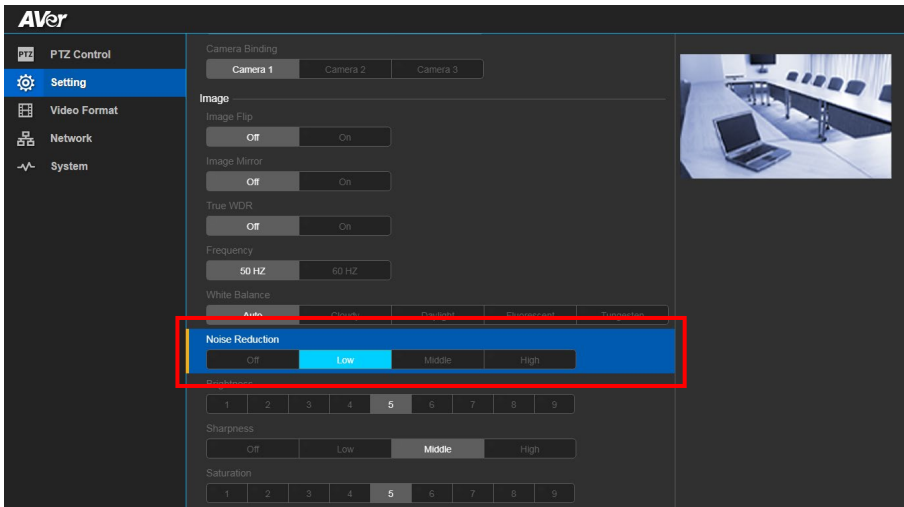 AVer
PTZ PTZ Control
Setting
Video Format
Network
System
Camera Binding
Camera 1 Camera 2 Camera 3
Image
Image Flip
Off On
Image Mirror
Off On
True WDR
Off On
Frequency
50 HZ 60 HZ
White Balance
Auto Cloudy Daylight Fluorescent Tungesten
Noise Reduction
Off Low Middle High
Brightness
1 2 3 4 5 6 7 8 9
Sharpness
Off Low Middle High
Saturation
1 2 3 4 5 6 7 8 9